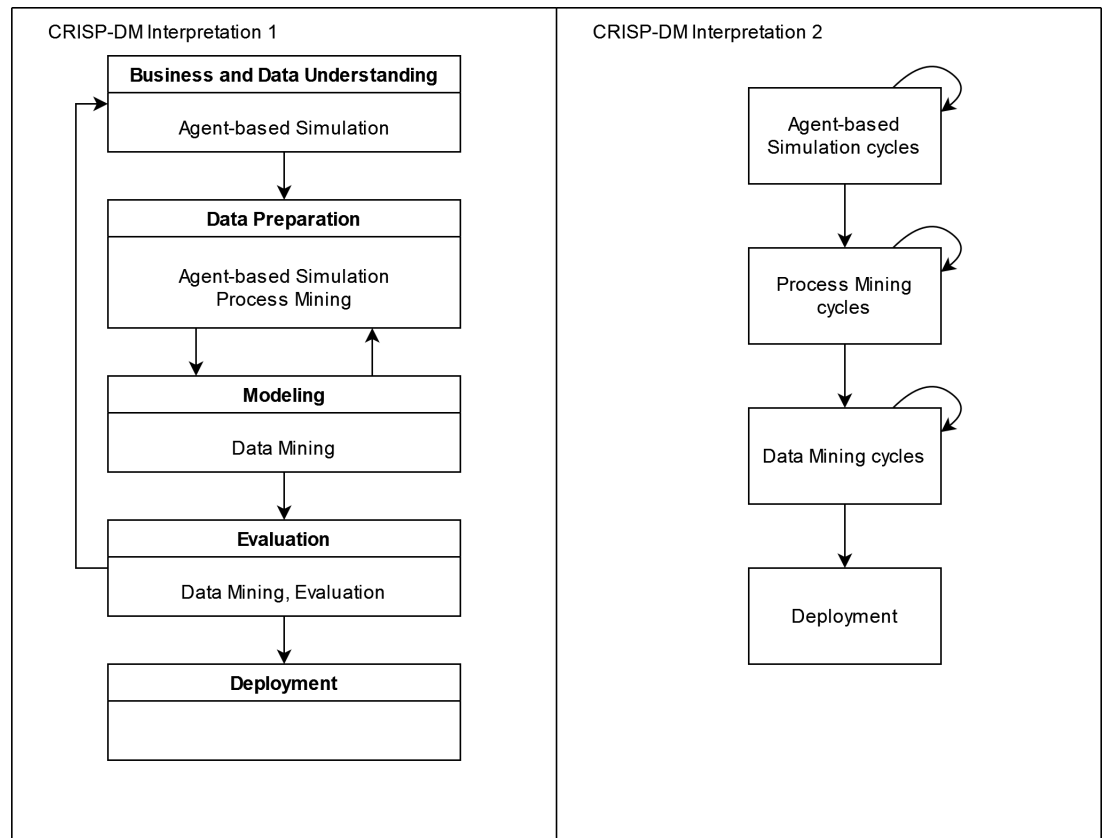 CRISP-DM Interpretation 1
Business and Data Understanding
Agent-based Simulation
Data Preparation
Agent-based Simulation
Process Mining
Modeling
Data Mining
Evaluation
Data Mining, Evaluation
Deployment
CRISP-DM Interpretation 2
Agent-based
Simulation cycles
Process Mining
cycles
Data Mining cycles
Deployment